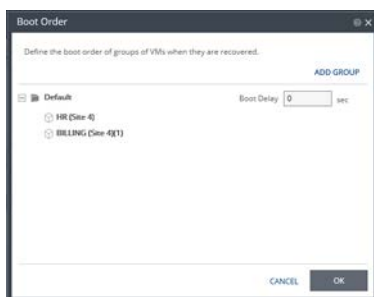 Boot Order
Define the boot order of groups of VMs when they are recovered.
ADD GROUP
Default
Boot Delay 0 sec
HR (Site 4)
BILLING (Site 4)(1)
CANCEL OK